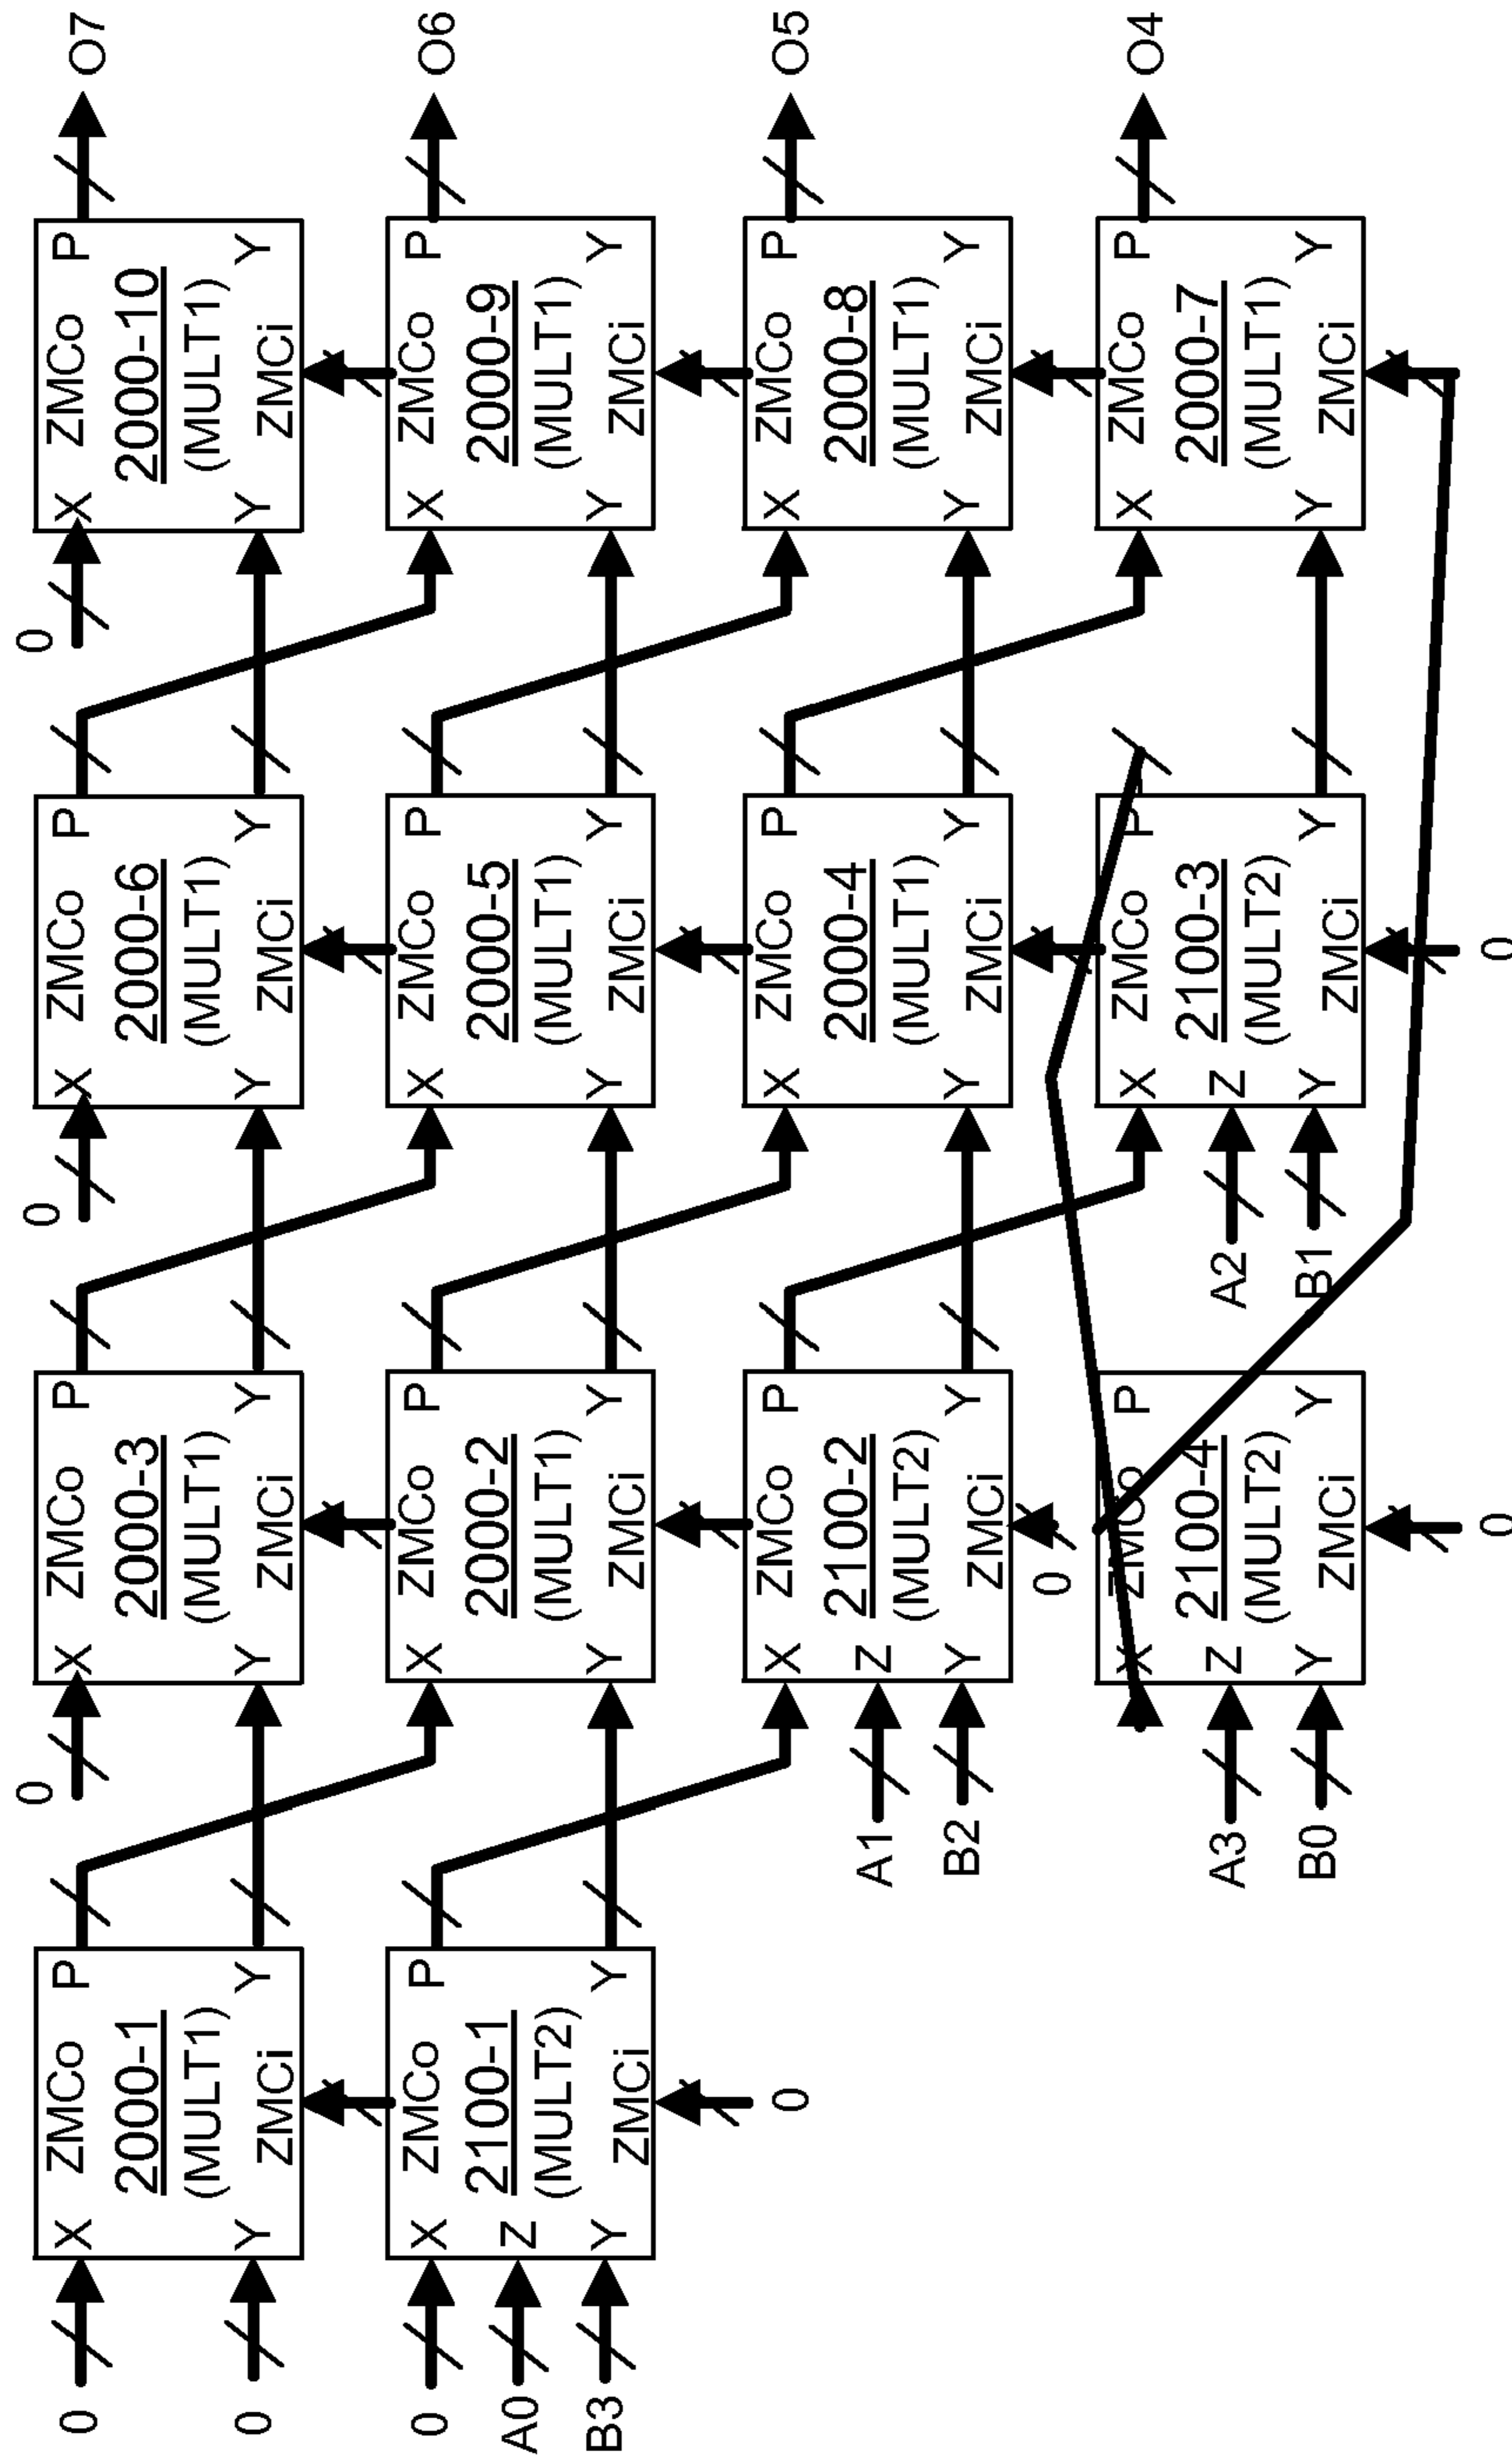 0
X ZMCo P
2000-1
(MULT1)
0
Y ZMCi Y
0
X ZMCo P
2000-3
(MULT1)
Y ZMCi Y
0
X ZMCo P
2000-6
(MULT1)
Y ZMCi Y
0
X ZMCo P
2000-10
(MULT1)
Y ZMCi Y
O7
0
X ZMCo P
A0
Z 2100-1
(MULT2)
B3
Y ZMCi Y
0
X ZMCo P
2000-2
(MULT1)
Y ZMCi Y
X ZMCo P
2000-5
(MULT1)
Y ZMCi Y
X ZMCo P
2000-9
(MULT1)
Y ZMCi Y
O6
X ZMCo P
A1
Z 2100-2
(MULT2)
B2
Y ZMCi Y
0
X ZMCo P
2000-4
(MULT1)
Y ZMCi Y
X ZMCo P
2000-8
(MULT1)
Y ZMCi Y
O5
X ZMCo P
A3
Z 2100-4
(MULT2)
B0
Y ZMCi Y
0
X ZMCo P
A2
Z 2100-3
(MULT2)
B1
Y ZMCi Y
0
X ZMCo P
2000-7
(MULT1)
Y ZMCi Y
O4